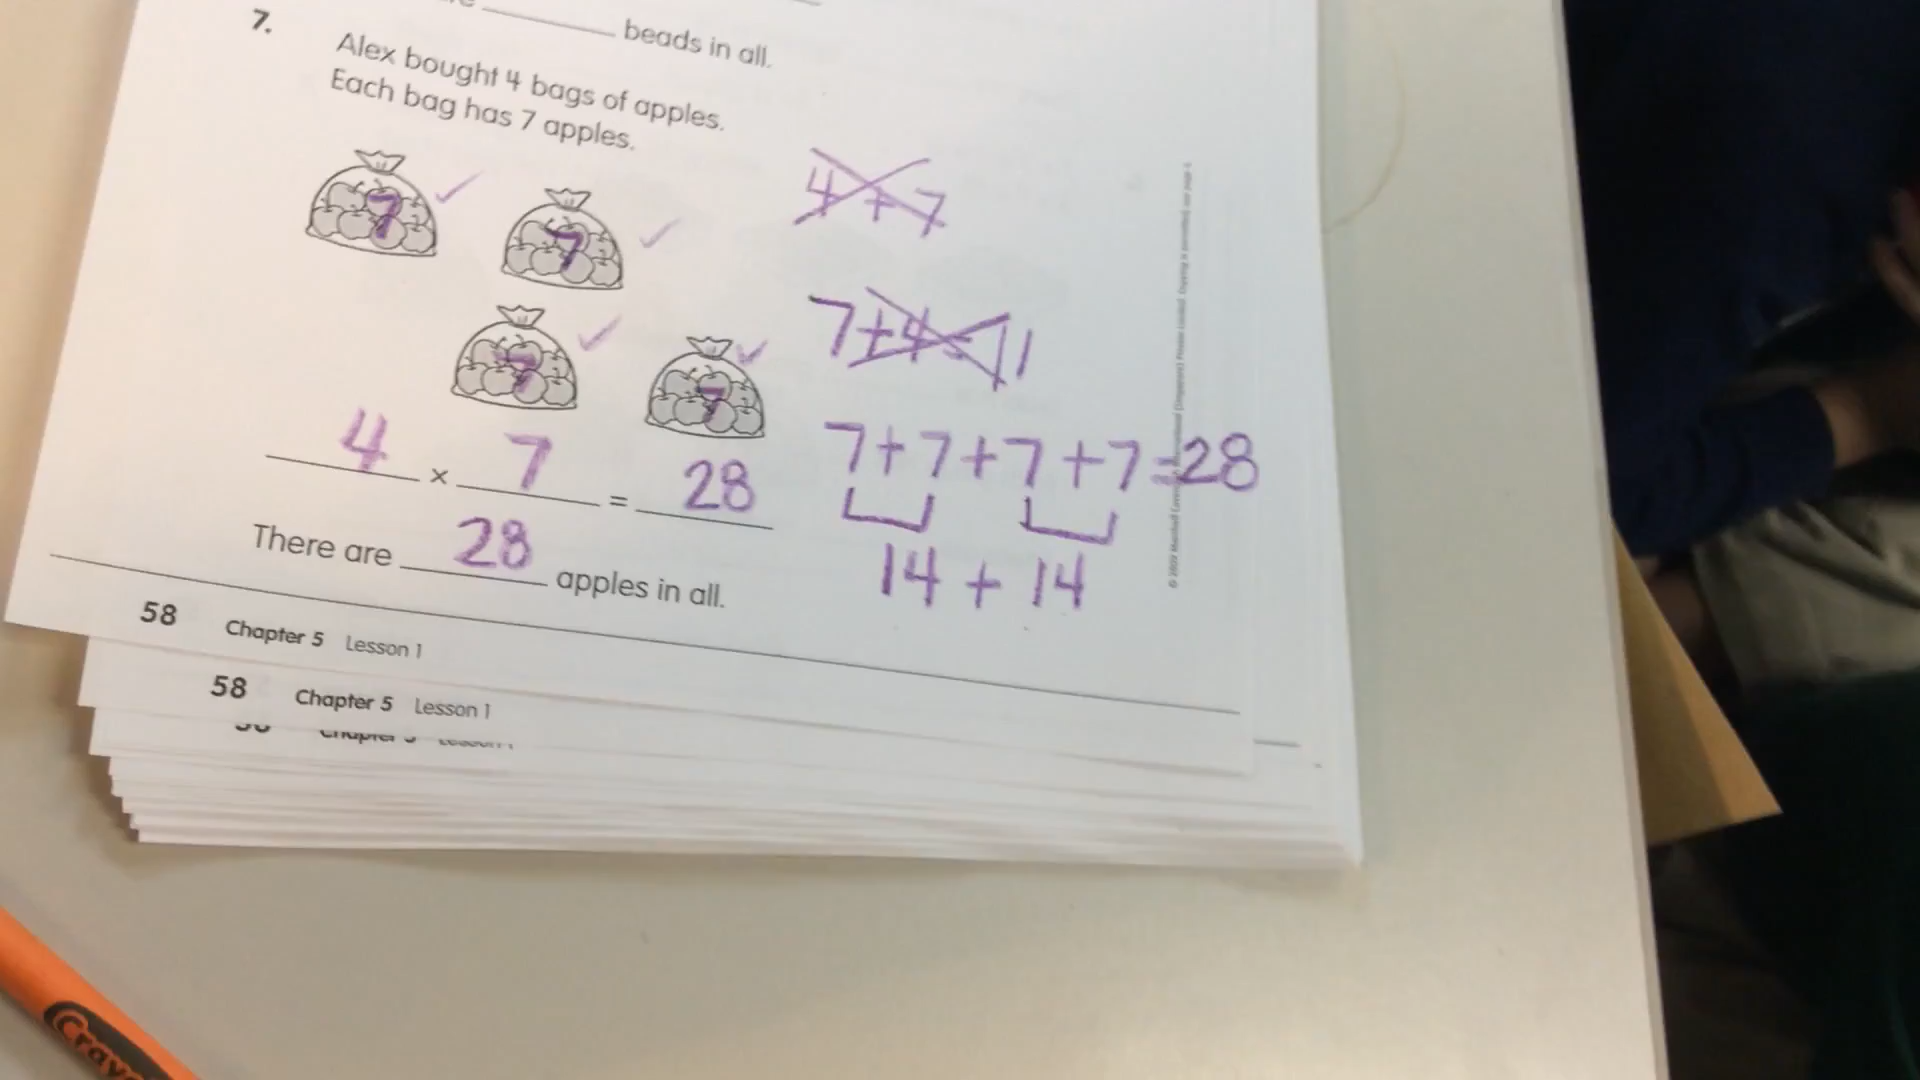 beads in all.
7.
Alex bought 4 bags of apples.
Each bag has 7 apples.
7
7
7
7
4 + 7
7 + 4 = 11
7 + 7 + 7 + 7 = 28
14 + 14
4 × 7 = 28
There are 28 apples in all.
58 Chapter 5 Lesson 1
58 Chapter 5 Lesson 1
Cray